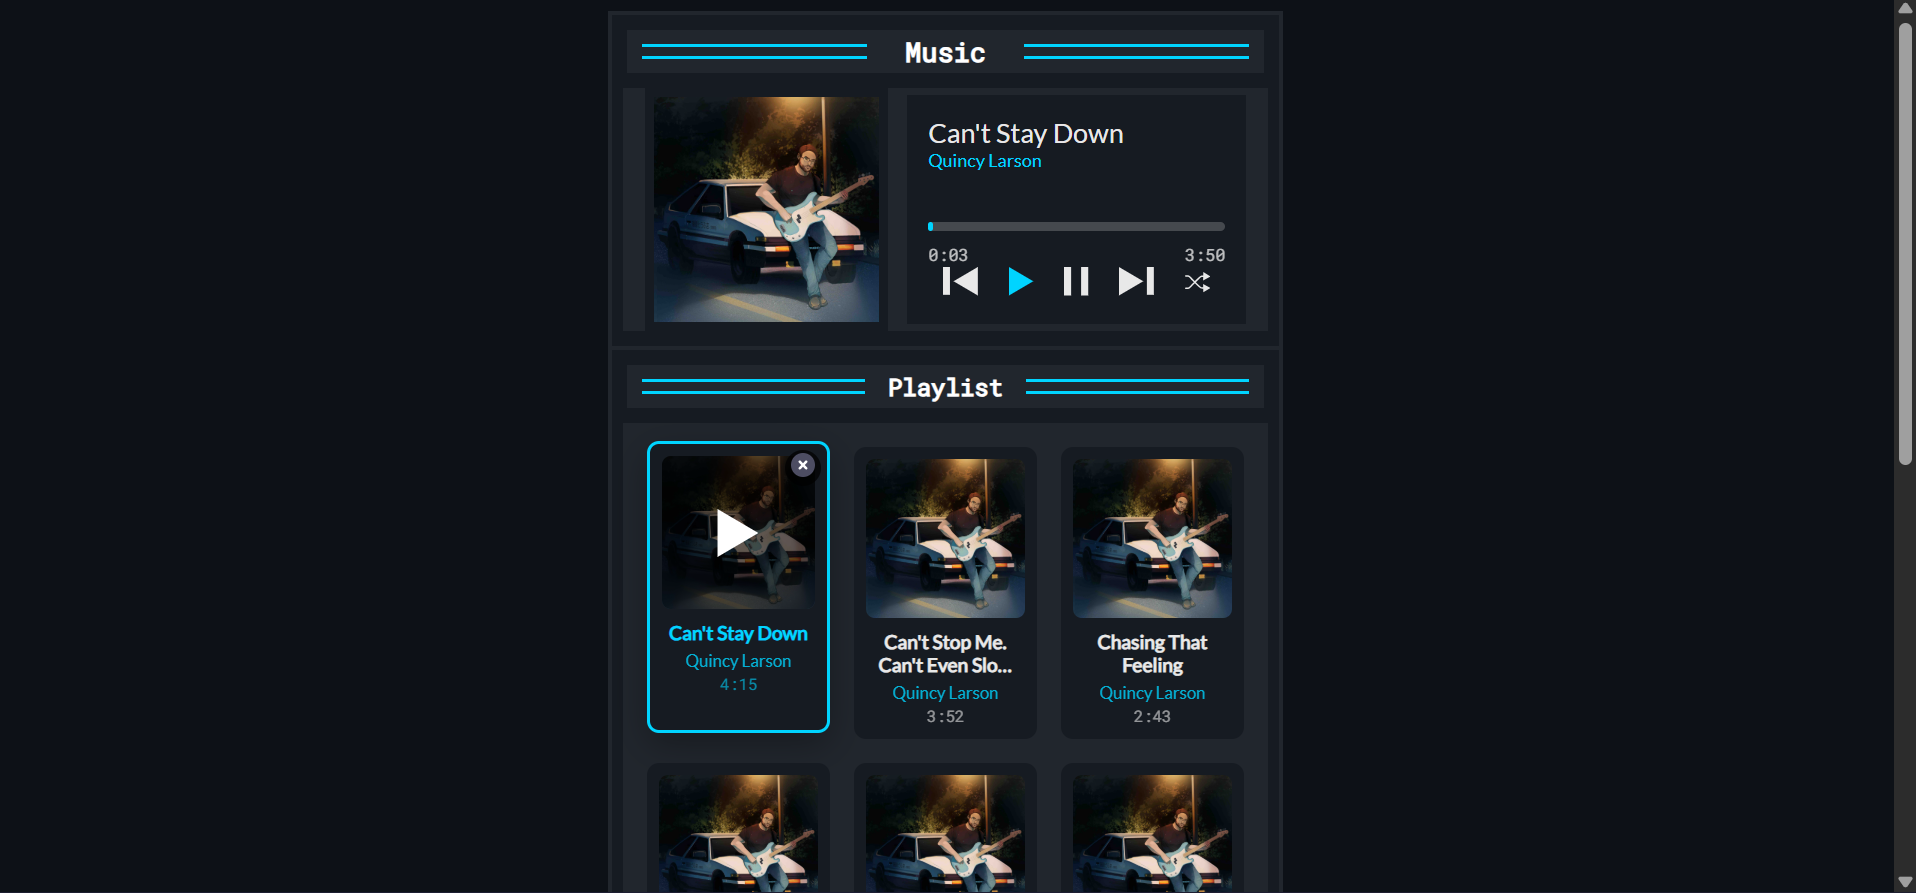 Music
Can't Stay Down
Quincy Larson
0:03 3:50
Playlist
Can't Stay Down
Quincy Larson
4:15
Can't Stop Me.
Can't Even Slo...
Quincy Larson
3:52
Chasing That
Feeling
Quincy Larson
2:43